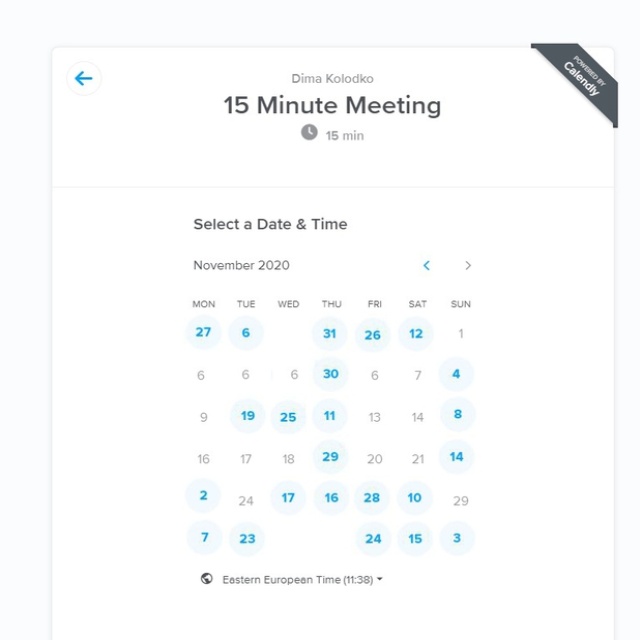 Dima Kolodko
15 Minute Meeting
15 min
POWERED BY
Calendly
Select a Date & Time
November 2020
MON TUE WED THU FRI SAT SUN
27 6 31 26 12 1
6 6 6 30 6 7 4
9 19 25 11 13 14 8
16 17 18 29 20 21 14
2 24 17 16 28 10 29
7 23 24 15 3
Eastern European Time (11:38)